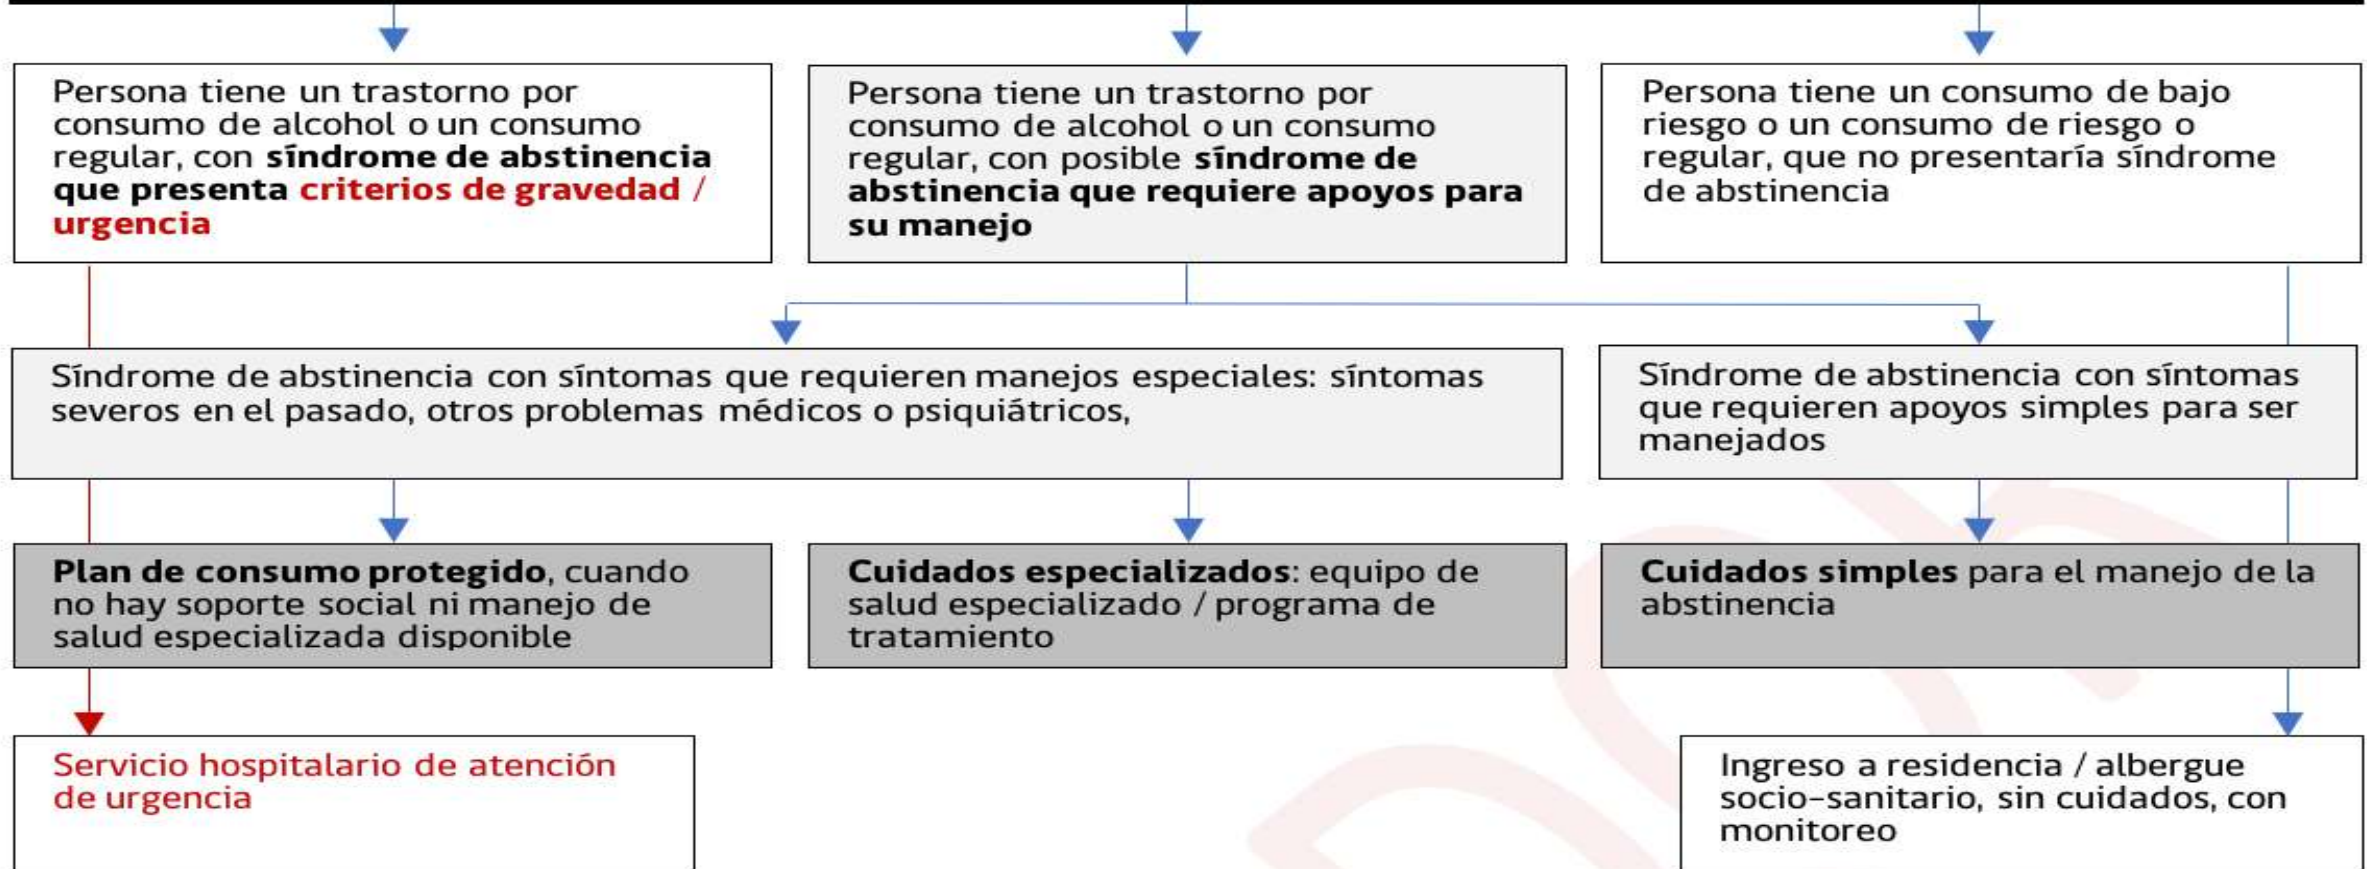 Persona tiene un trastorno por
consumo de alcohol o un consumo
regular, con síndrome de abstinencia
que presenta criterios de gravedad /
urgencia
Persona tiene un trastorno por
consumo de alcohol o un consumo
regular, con posible síndrome de
abstinencia que requiere apoyos para
su manejo
Persona tiene un consumo de bajo
riesgo o un consumo de riesgo o
regular, que no presentaría síndrome
de abstinencia
Síndrome de abstinencia con síntomas que requieren manejos especiales: síntomas
severos en el pasado, otros problemas médicos o psiquiátricos,
Síndrome de abstinencia con síntomas
que requieren apoyos simples para ser
manejados
Plan de consumo protegido, cuando
no hay soporte social ni manejo de
salud especializada disponible
Cuidados especializados: equipo de
salud especializado / programa de
tratamiento
Cuidados simples para el manejo de la
abstinencia
Servicio hospitalario de atención
de urgencia
Ingreso a residencia / albergue
socio-sanitario, sin cuidados, con
monitoreo